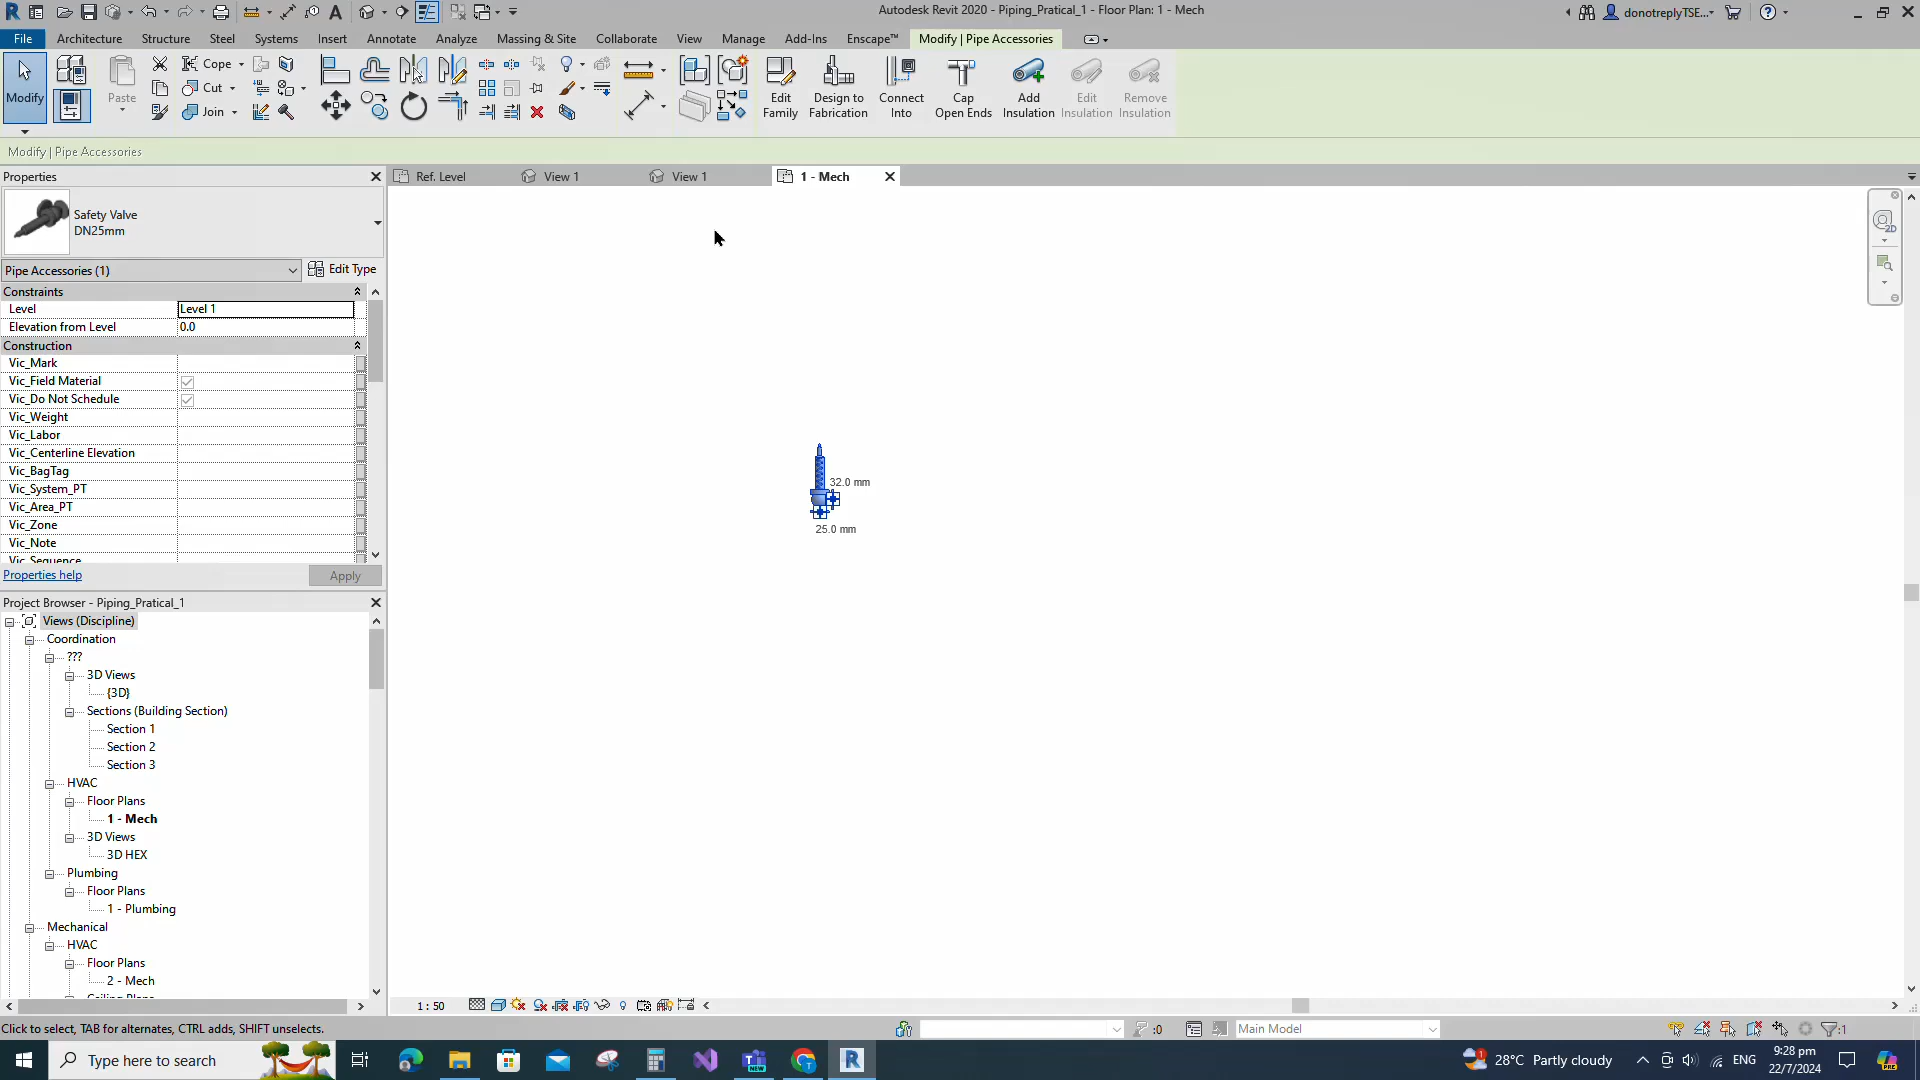 Autodesk Revit 2020 - Piping_Pratical_1 - Floor Plan: 1 - Mech
donotreplyTSE...
File Architecture Structure Steel Systems Insert Annotate Analyze Massing & Site Collaborate View Manage Add-Ins Enscape™ Modify | Pipe Accessories
Modify
Paste
Cope
Cut
Join
Edit
Family
Design to
Fabrication
Connect
Into
Cap
Open Ends
Add
Insulation
Edit
Insulation
Remove
Insulation
Modify | Pipe Accessories
Properties
Ref. Level
View 1
View 1
1 - Mech
Safety Valve
DN25mm
Pipe Accessories (1)
Edit Type
Constraints
Level Level 1
Elevation from Level 0.0
Construction
Vic_Mark
Vic_Field Material
Vic_Do Not Schedule
Vic_Weight
Vic_Labor
Vic_Centerline Elevation
Vic_BagTag
Vic_System_PT
Vic_Area_PT
Vic_Zone
Vic_Note
Vic_Sequence
Properties help
Apply
2D
32.0 mm
25.0 mm
Project Browser - Piping_Pratical_1
Views (Discipline)
Coordination
???
3D Views
{3D}
Sections (Building Section)
Section 1
Section 2
Section 3
HVAC
Floor Plans
1 - Mech
3D Views
3D HEX
Plumbing
Floor Plans
1 - Plumbing
Mechanical
HVAC
Floor Plans
2 - Mech
Ceiling Plans
1 : 50
Click to select, TAB for alternates, CTRL adds, SHIFT unselects.
:0
Main Model
:1
Type here to search
NEW
28°C Partly cloudy
ENG
9:28 pm
22/7/2024
PRE